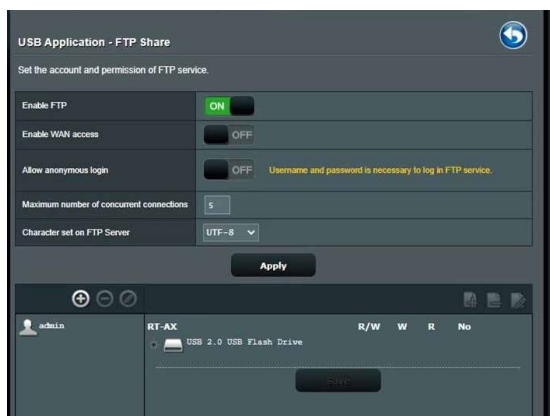 USB Application - FTP Share
Set the account and permission of FTP service.
Enable FTP
ON
Enable WAN access
OFF
Allow anonymous login
OFF
Username and password is necessary to log in FTP service.
Maximum number of concurrent connections
5
Character set on FTP Server
UTF-8
Apply
admin
RT-AX R/W W R No
USB 2.0 USB Flash Drive
Save